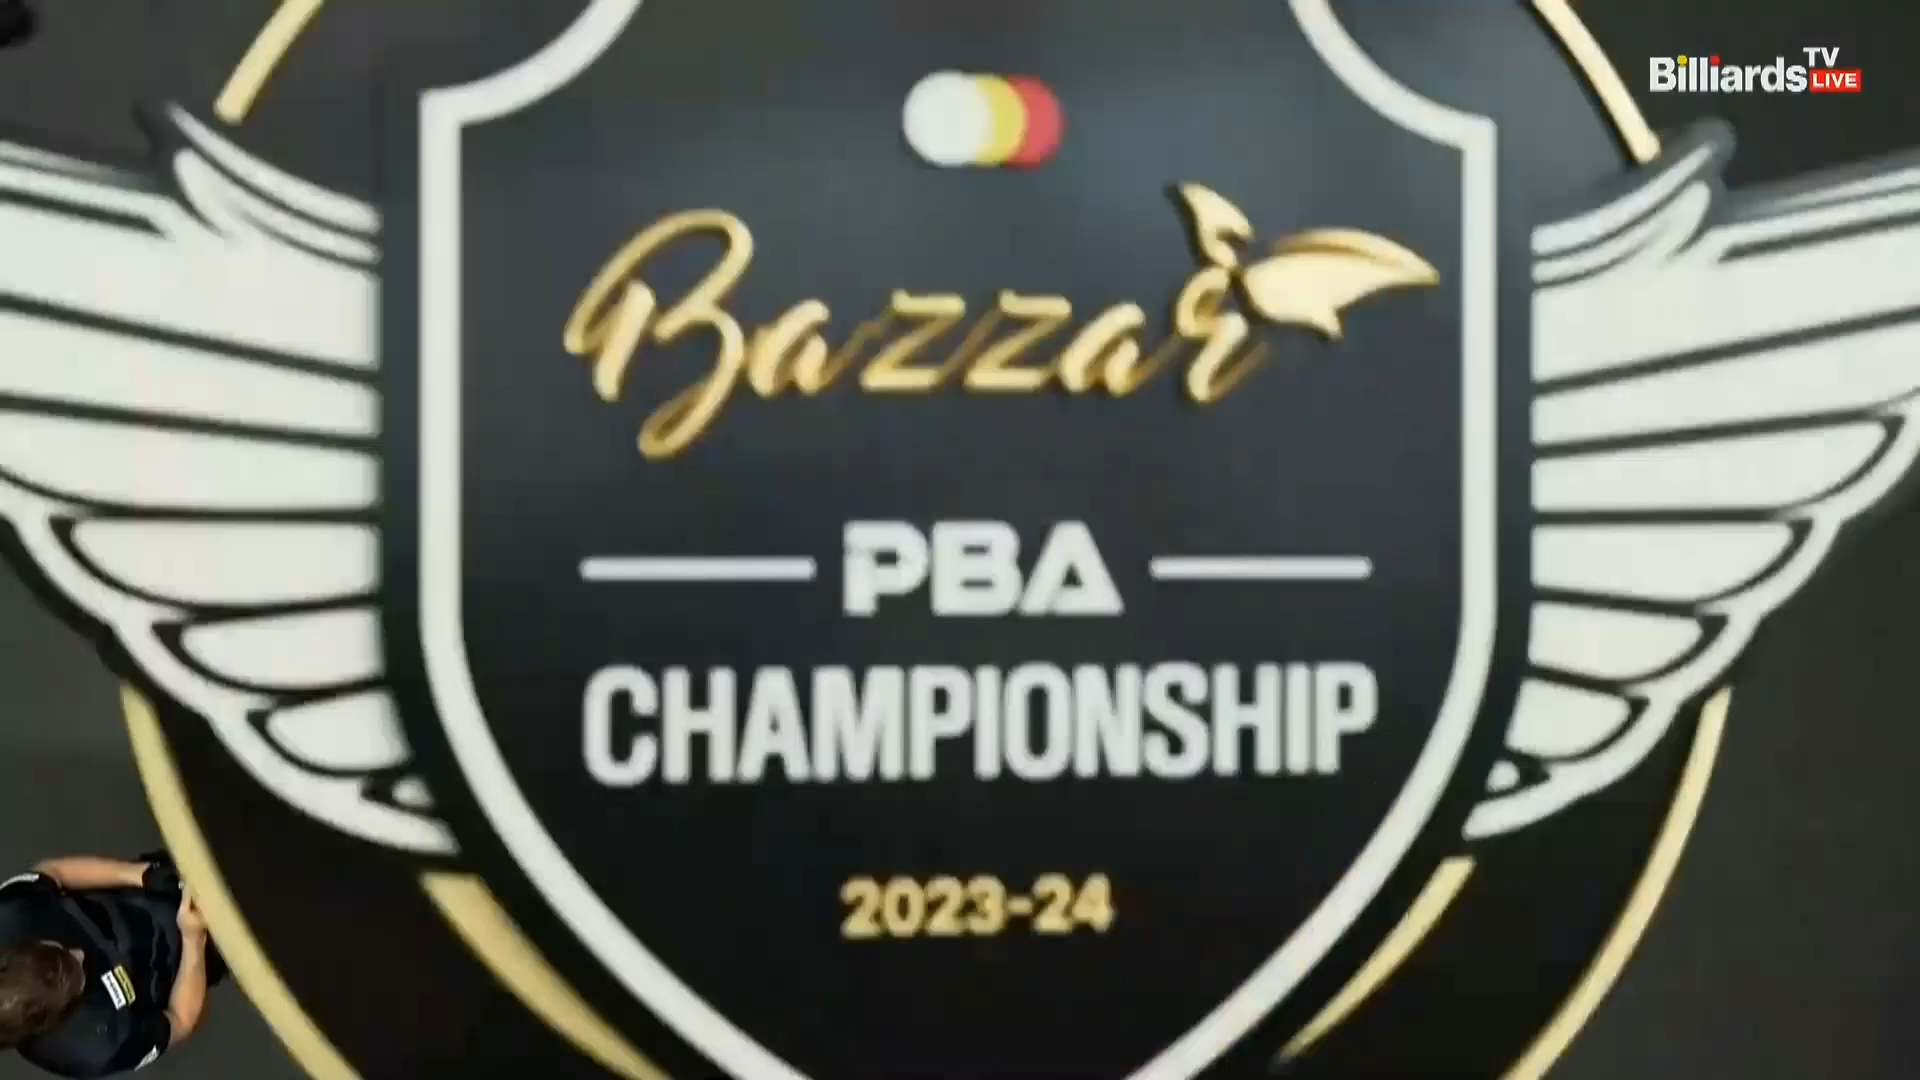 Billiards TV
LIVE
Bazzar
PBA
CHAMPIONSHIP
2023-24